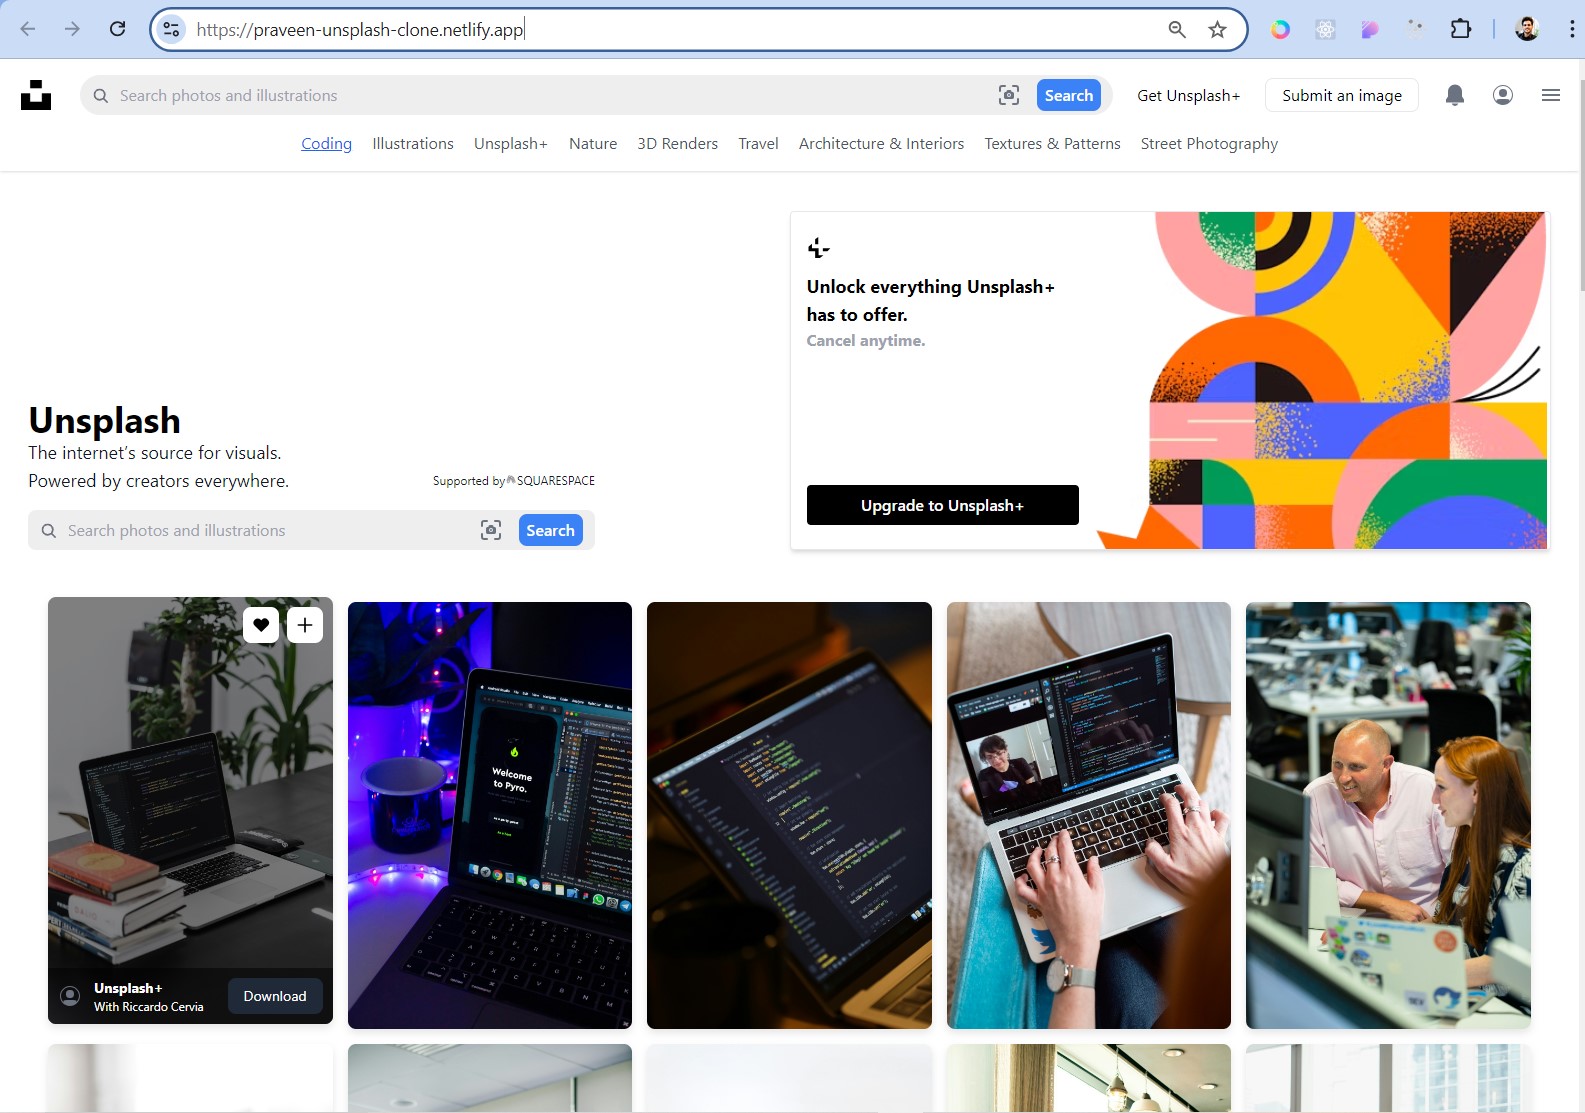 https://praveen-unsplash-clone.netlify.app
Search photos and illustrations
Search
Get Unsplash+
Submit an image
Coding Illustrations Unsplash+ Nature 3D Renders Travel Architecture & Interiors Textures & Patterns Street Photography
Unlock everything Unsplash+
has to offer.
Cancel anytime.
Upgrade to Unsplash+
Unsplash
The internet’s source for visuals.
Powered by creators everywhere.
Supported by SQUARESPACE
Search photos and illustrations
Search
Welcome
to Pyro.
Unsplash+
With Riccardo Cervia
Download
DEV